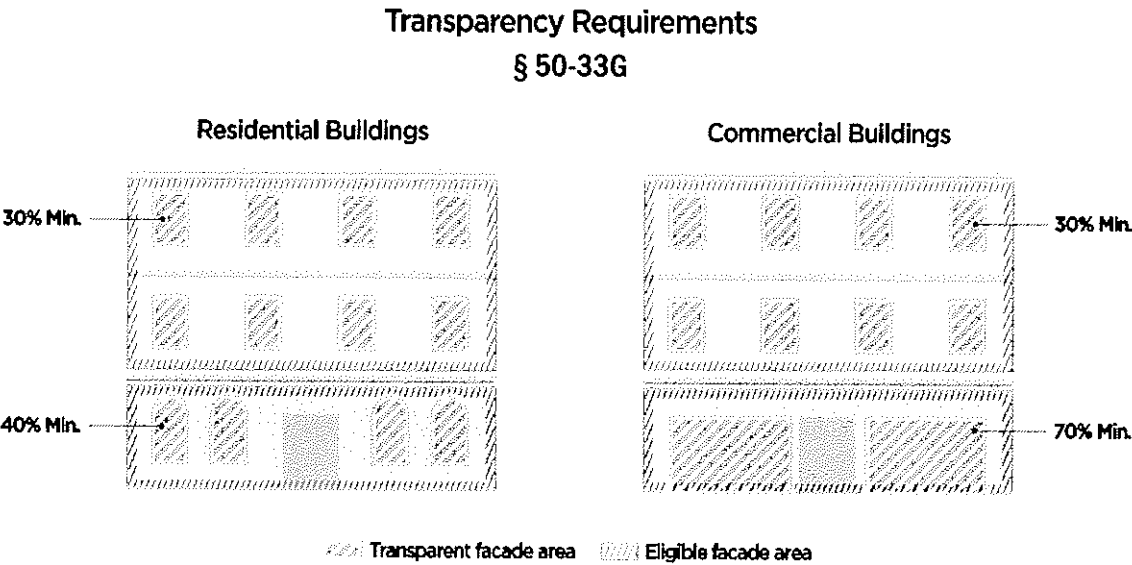 Transparency Requirements
§ 50-33G
Residential Buildings
Commercial Buildings
30% Min.
30% Min.
40% Min.
70% Min.
Transparent facade area
Eligible facade area